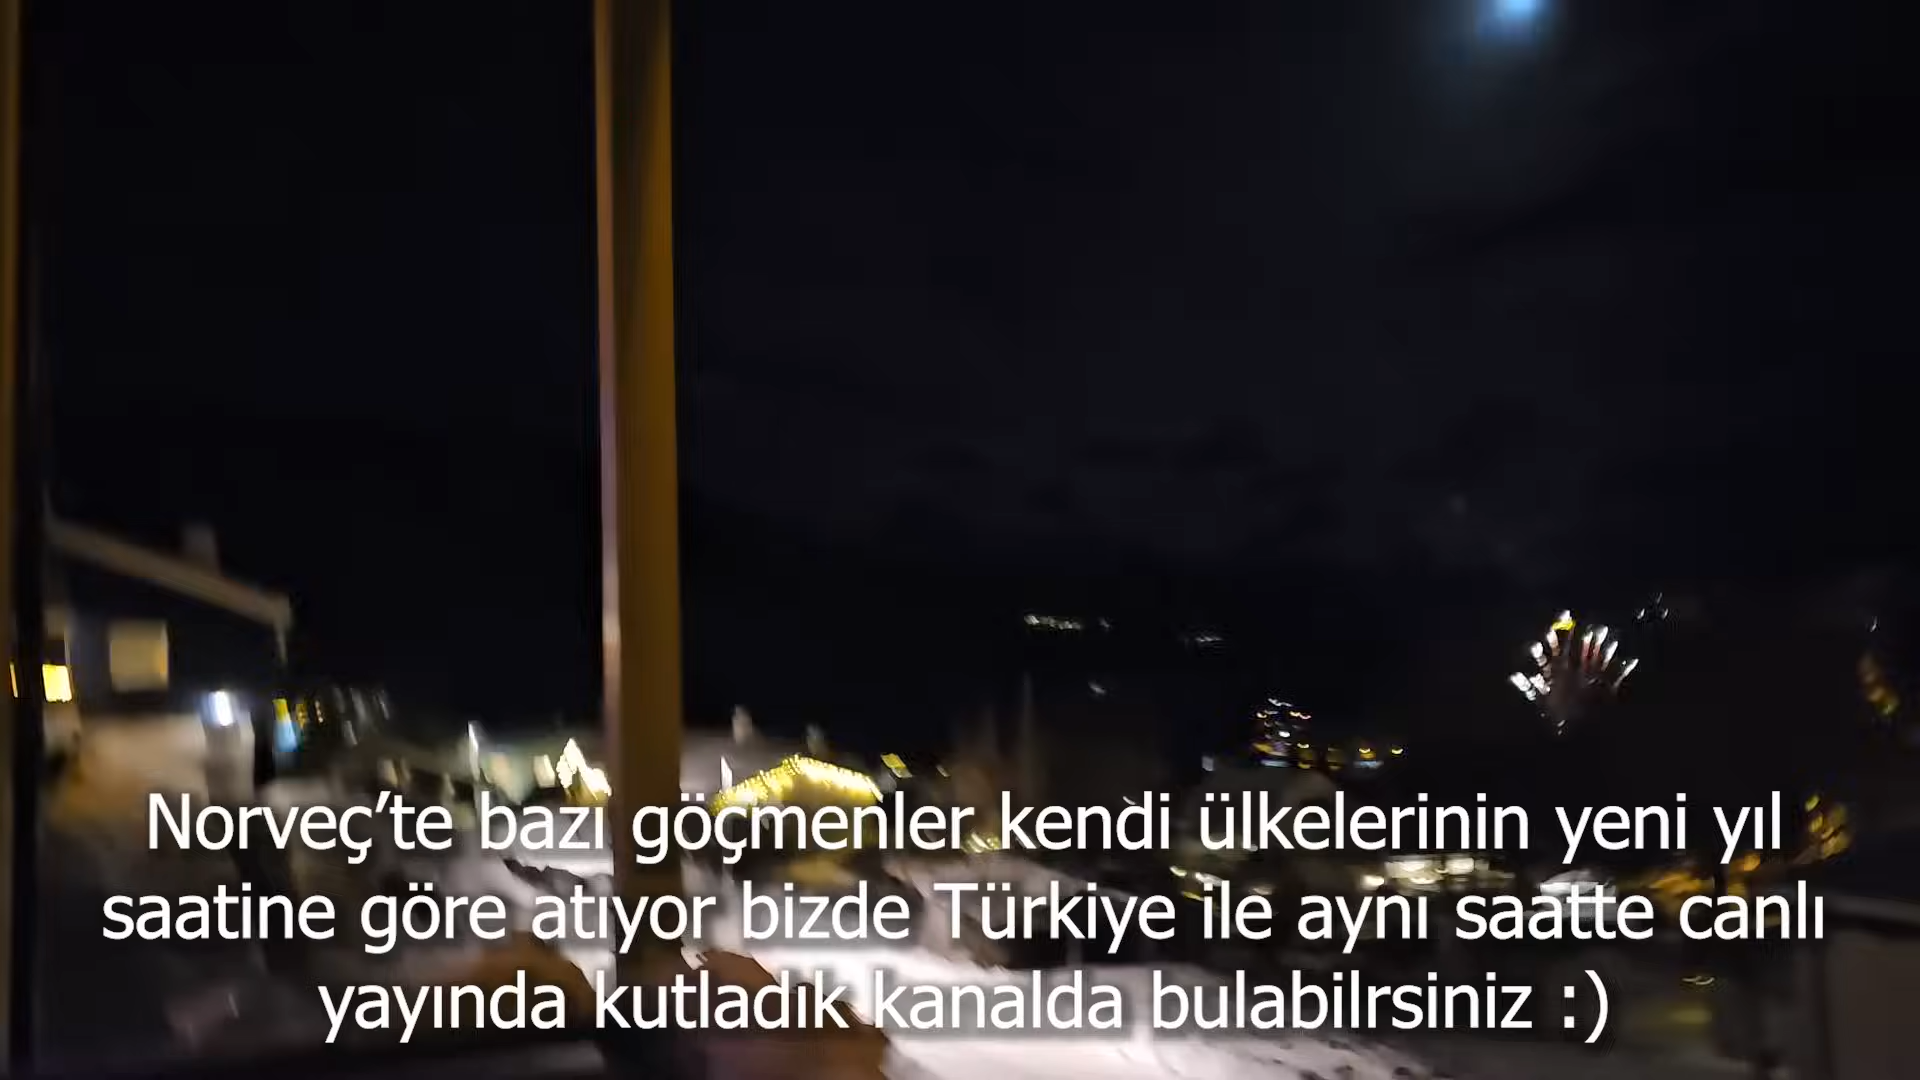 Norveç’te bazı göçmenler kendi ülkelerinin yeni yıl
saatine göre atıyor bizde Türkiye ile aynı saatte canlı
yayında kutladık kanalda bulabilrsiniz :)